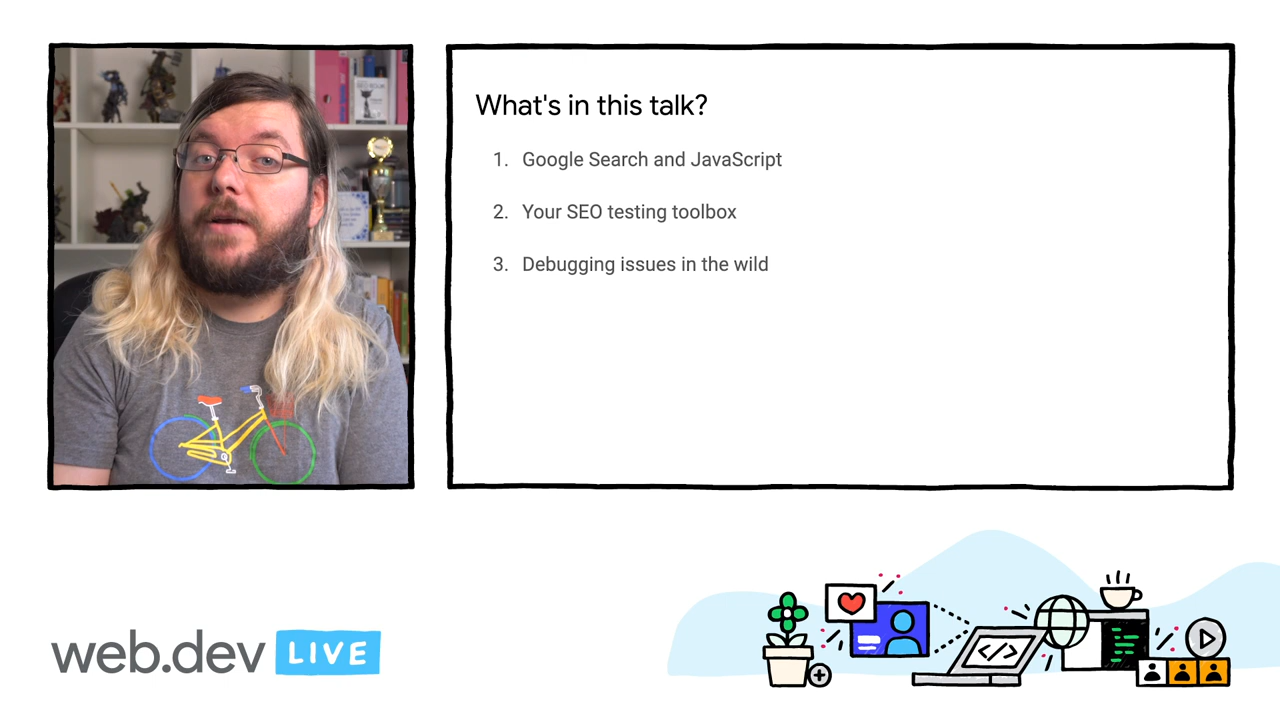 What's in this talk?
1. Google Search and JavaScript
2. Your SEO testing toolbox
3. Debugging issues in the wild
web.dev LIVE
</>